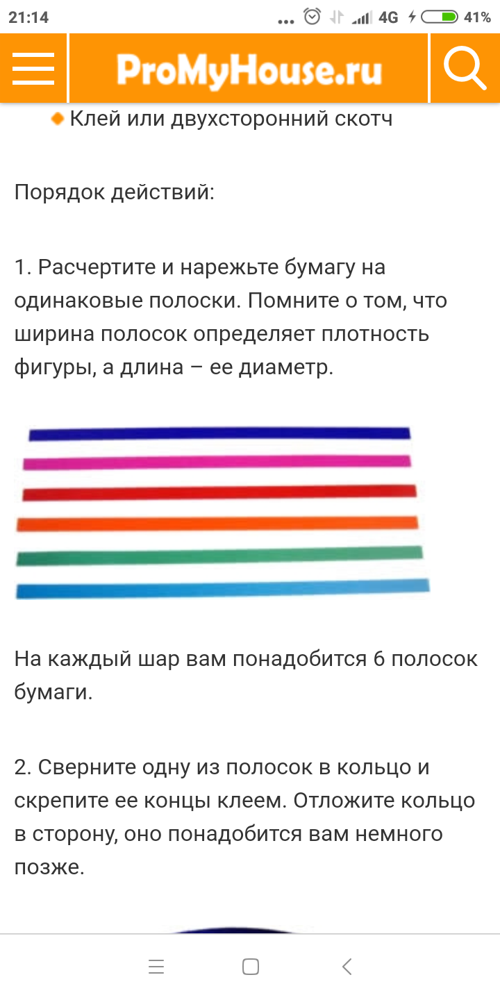 21:14
... 4G 41%
ProMyHouse.ru
Клей или двухсторонний скотч
Порядок действий:
1. Расчертите и нарежьте бумагу на
одинаковые полоски. Помните о том, что
ширина полосок определяет плотность
фигуры, а длина – ее диаметр.
На каждый шар вам понадобится 6 полосок
бумаги.
2. Сверните одну из полосок в кольцо и
скрепите ее концы клеем. Отложите кольцо
в сторону, оно понадобится вам немного
позже.